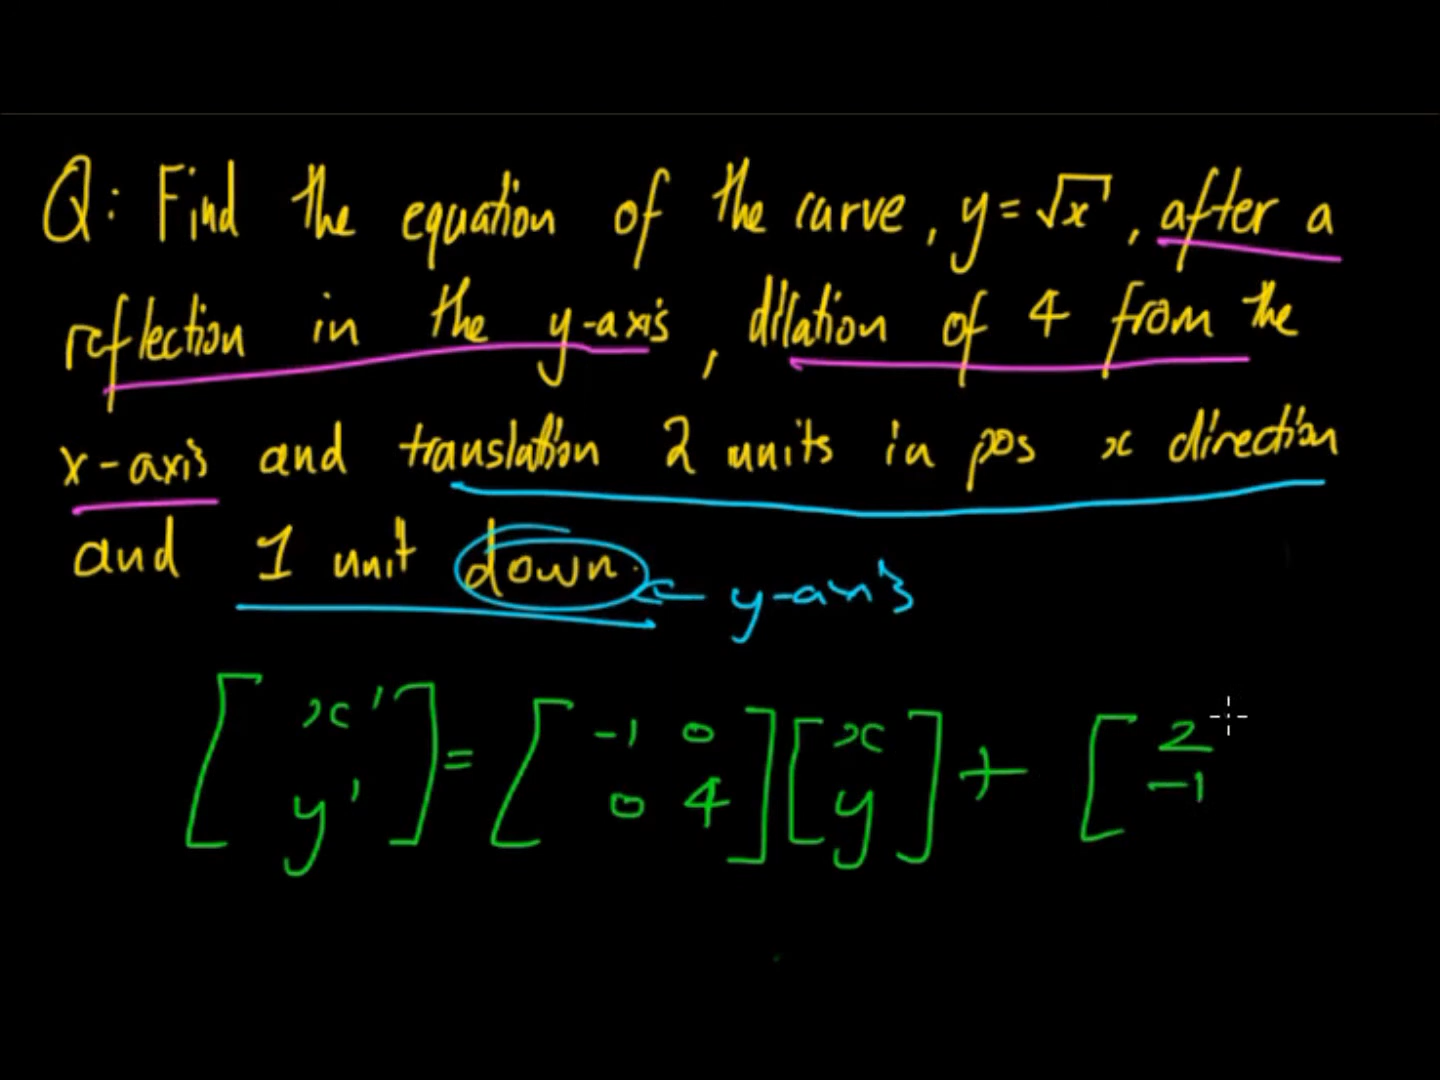 Q: Find the equation of the curve, y = √x, after a
reflection in the y-axis, dilation of 4 from the
x-axis and translation 2 units in pos x direction
and 1 unit down. ← y-axis
[x' y'] = [-1 0 0 4] [x y] + [2 -1